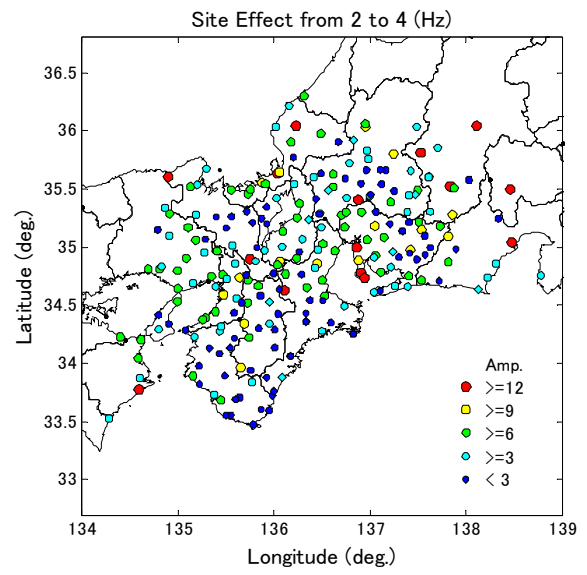 Site Effect from 2 to 4 (Hz)
36.5
36
35.5
35
34.5
34
33.5
33
Latitude (deg.)
Amp.
>=12
>=9
>=6
>=3
< 3
134 135 136 137 138 139
Longitude (deg.)